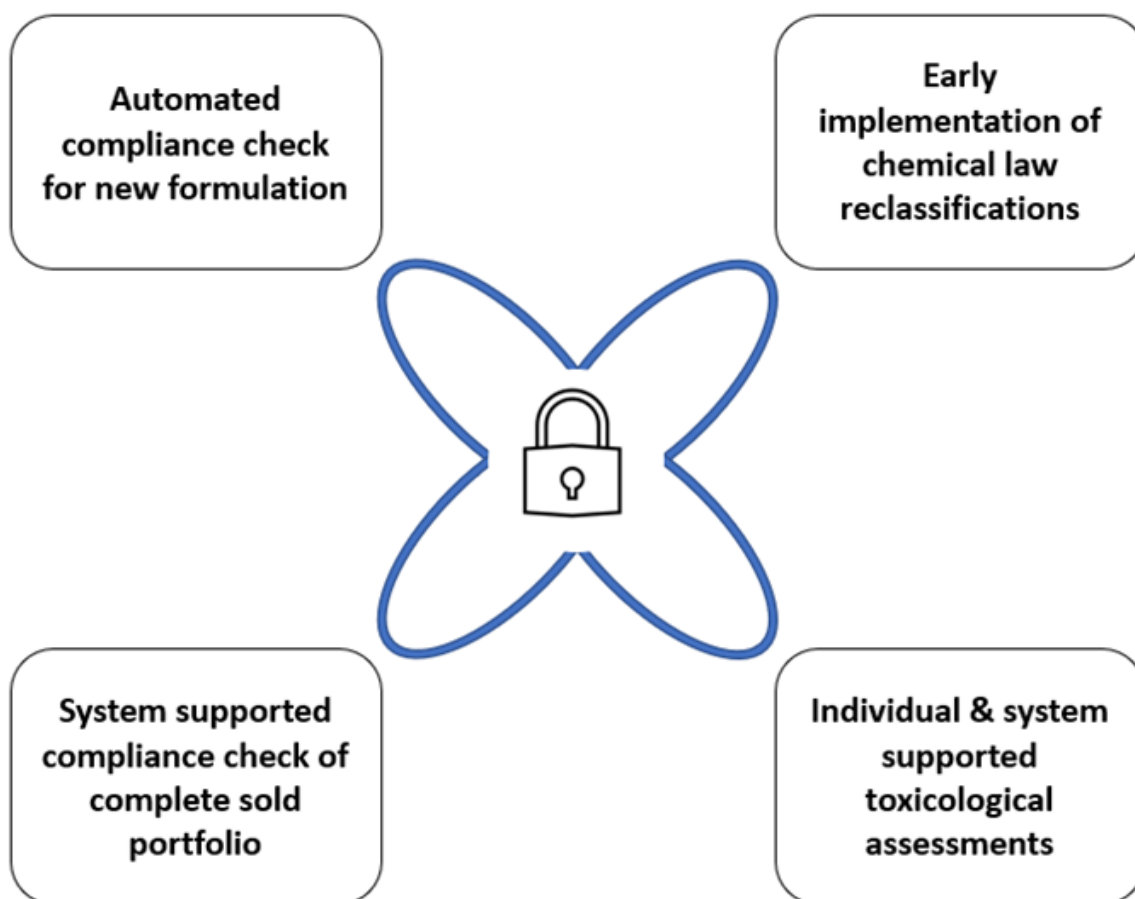 Automated
compliance check
for new formulation
Early
implementation of
chemical law
reclassifications
System supported
compliance check of
complete sold
portfolio
Individual & system
supported
toxicological
assessments